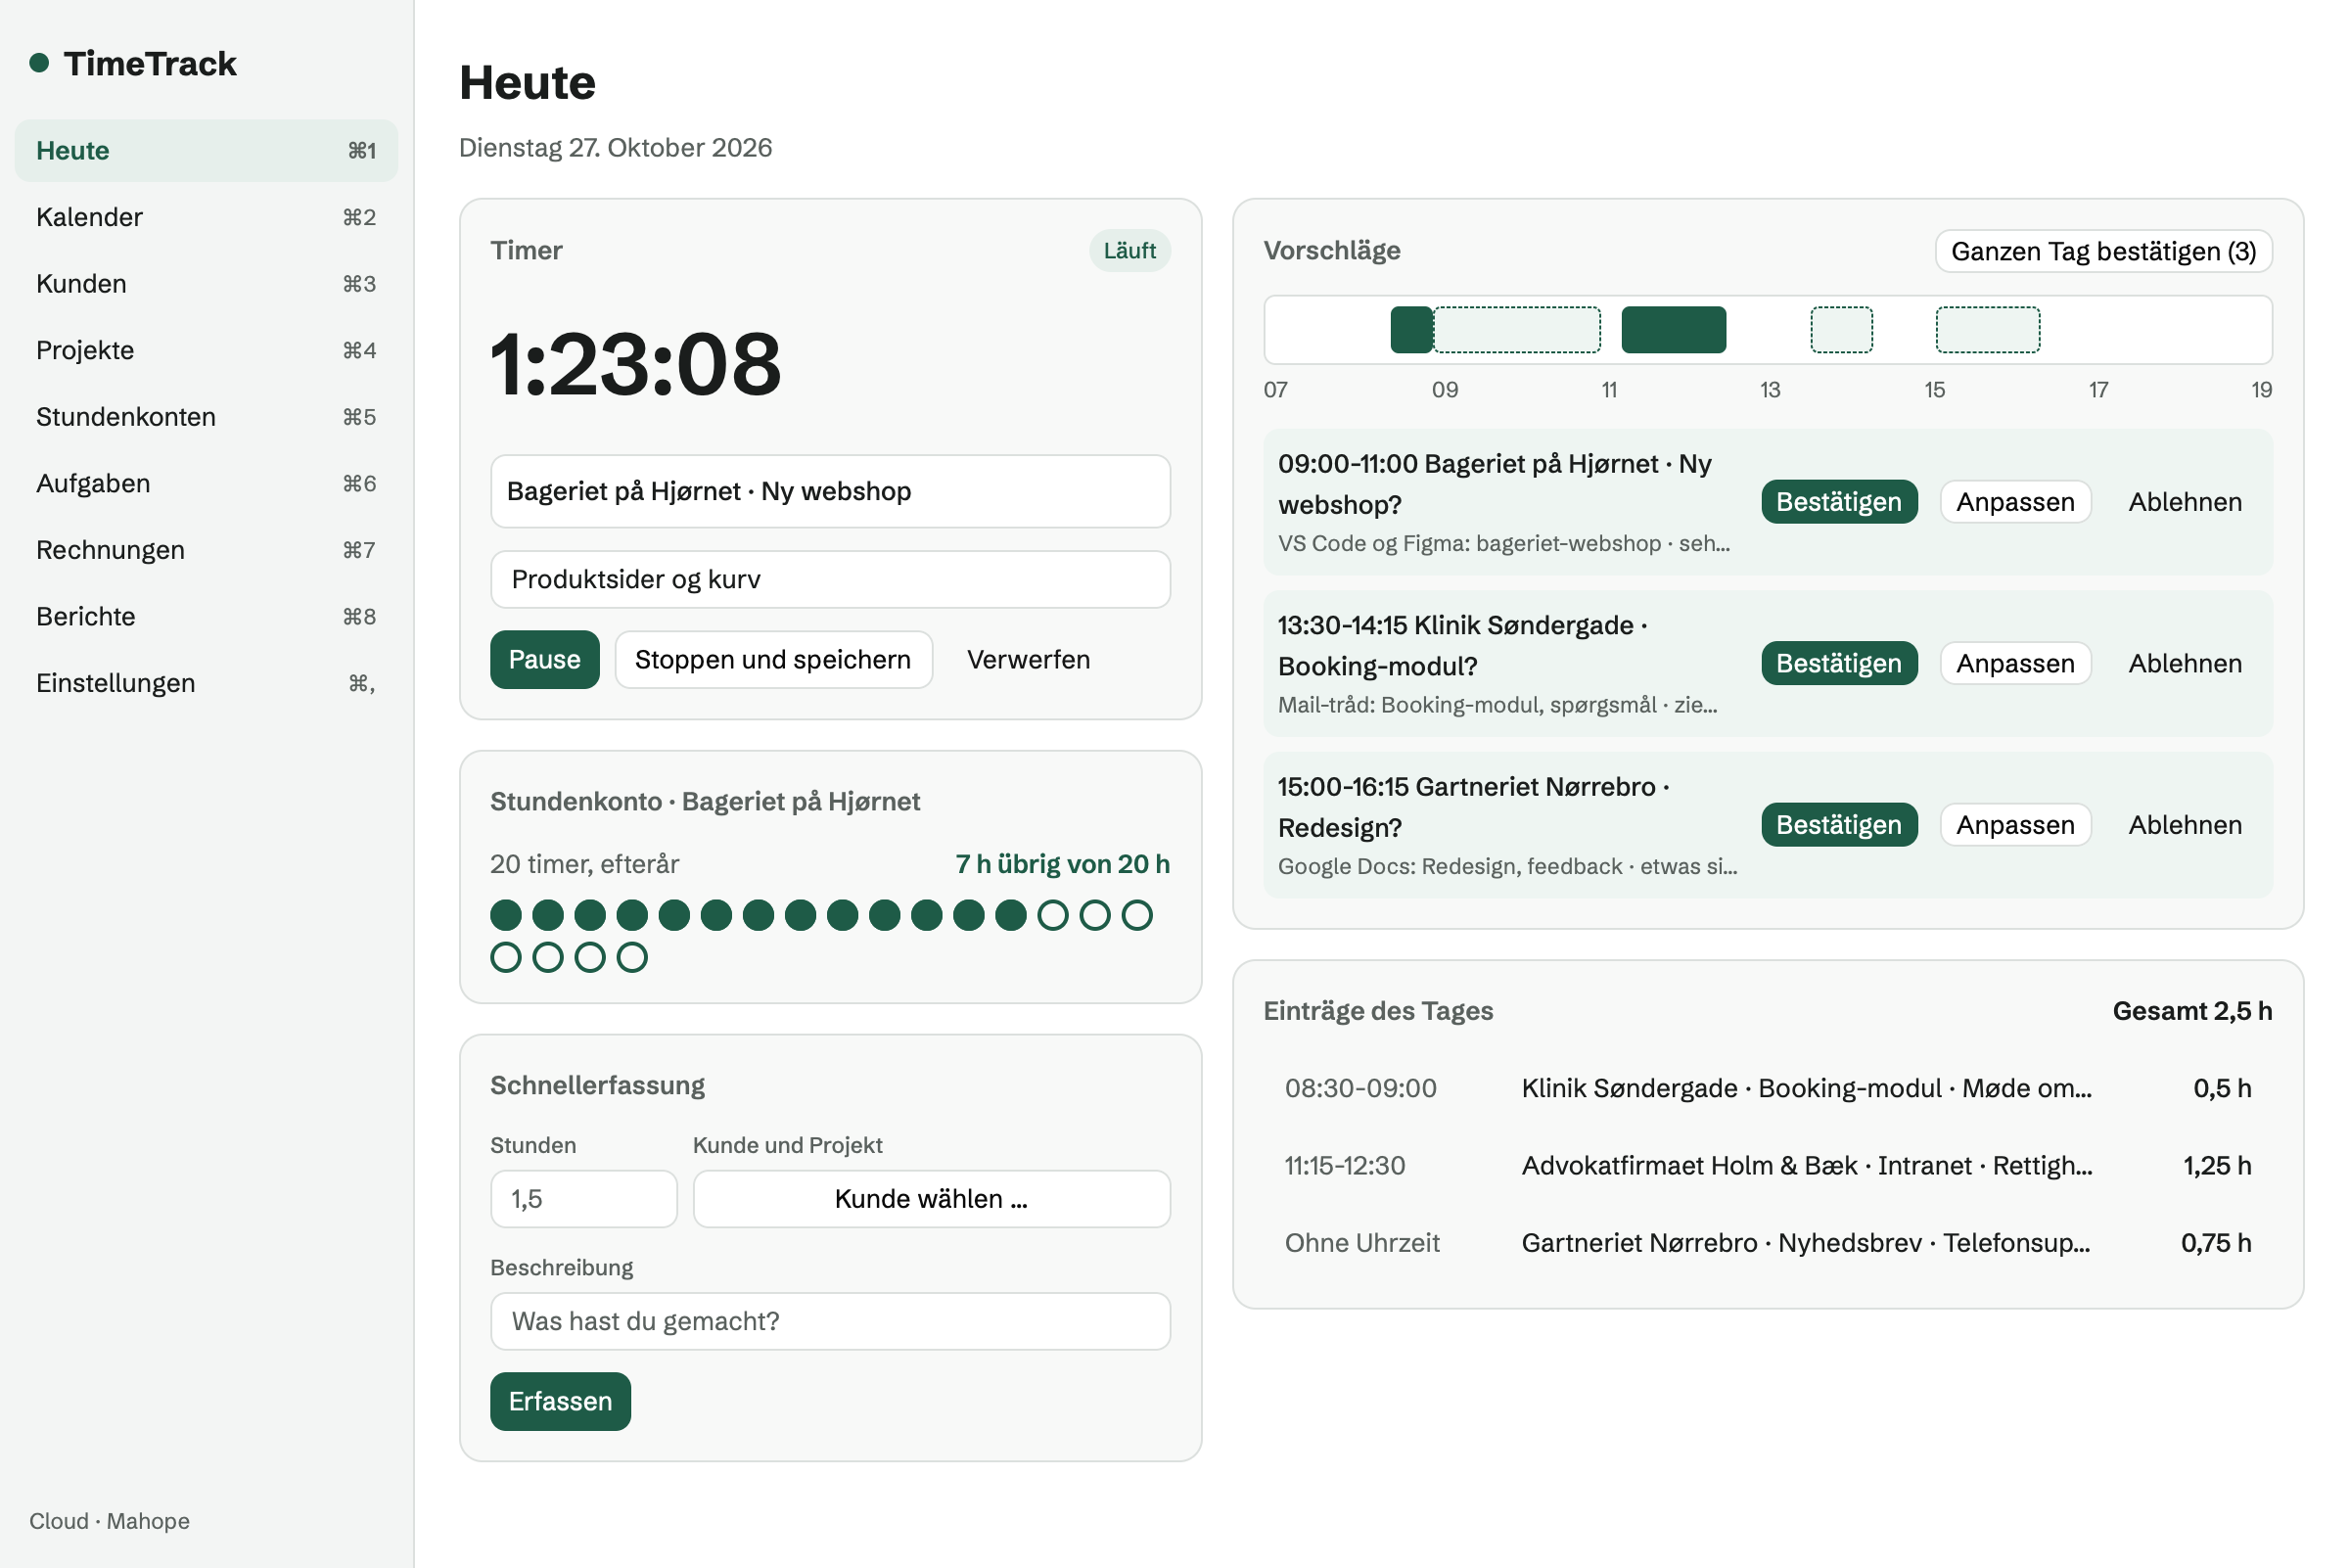 TimeTrack
Heute ⌘1
Kalender ⌘2
Kunden ⌘3
Projekte ⌘4
Stundenkonten ⌘5
Aufgaben ⌘6
Rechnungen ⌘7
Berichte ⌘8
Einstellungen ⌘,
Cloud · Mahope
Heute
Dienstag 27. Oktober 2026
Timer Läuft
1:23:08
Bageriet på Hjørnet · Ny webshop
Produktsider og kurv
Pause Stoppen und speichern Verwerfen
Stundenkonto · Bageriet på Hjørnet
20 timer, efterår 7 h übrig von 20 h
Schnellerfassung
Stunden Kunde und Projekt
1,5 Kunde wählen ...
Beschreibung
Was hast du gemacht?
Erfassen
Vorschläge Ganzen Tag bestätigen (3)
07 09 11 13 15 17 19
09:00-11:00 Bageriet på Hjørnet · Ny
webshop?
VS Code og Figma: bageriet-webshop · seh...
Bestätigen Anpassen Ablehnen
13:30-14:15 Klinik Søndergade ·
Booking-modul?
Mail-tråd: Booking-modul, spørgsmål · zie...
Bestätigen Anpassen Ablehnen
15:00-16:15 Gartneriet Nørrebro ·
Redesign?
Google Docs: Redesign, feedback · etwas si...
Bestätigen Anpassen Ablehnen
Einträge des Tages Gesamt 2,5 h
08:30-09:00 Klinik Søndergade · Booking-modul · Møde om... 0,5 h
11:15-12:30 Advokatfirmaet Holm & Bæk · Intranet · Rettigh... 1,25 h
Ohne Uhrzeit Gartneriet Nørrebro · Nyhedsbrev · Telefonsup... 0,75 h